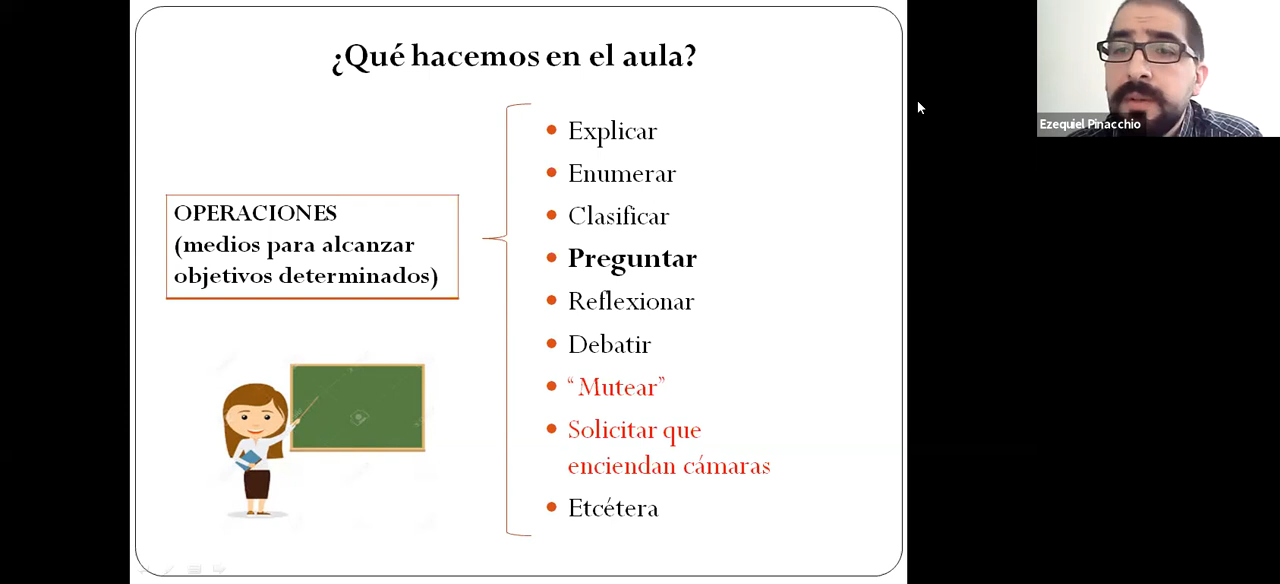 ¿Qué hacemos en el aula?
OPERACIONES
(medios para alcanzar
objetivos determinados)
• Explicar
• Enumerar
• Clasificar
• Preguntar
• Reflexionar
• Debatir
• “Mutear”
• Solicitar que
enciendan cámaras
• Etcétera
Ezequiel Pinacchio